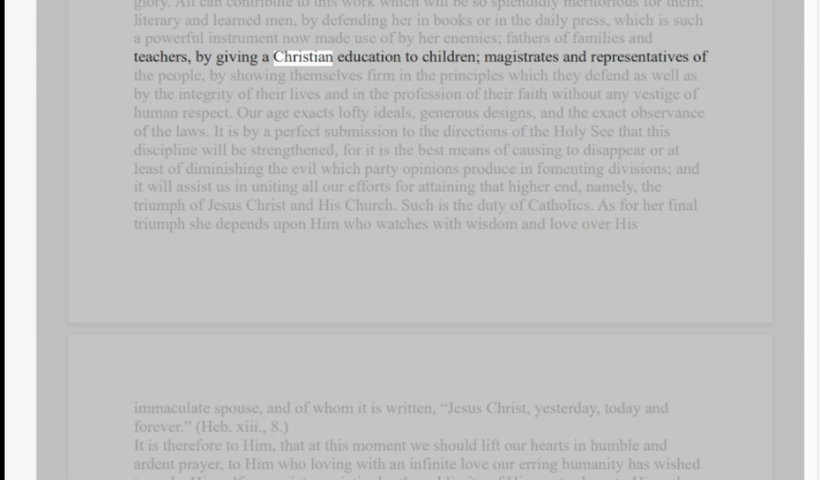 glory. All can contribute to this work which will be so splendidly meritorious for them;
literary and learned men, by defending her in books or in the daily press, which is such
a powerful instrument now made use of by her enemies; fathers of families and
teachers, by giving a Christian education to children; magistrates and representatives of
the people, by showing themselves firm in the principles which they defend as well as
by the integrity of their lives and in the profession of their faith without any vestige of
human respect. Our age exacts lofty ideals, generous designs, and the exact observance
of the laws. It is by a perfect submission to the directions of the Holy See that this
discipline will be strengthened, for it is the best means of causing to disappear or at
least of diminishing the evil which party opinions produce in fomenting divisions; and
it will assist us in uniting all our efforts for attaining that higher end, namely, the
triumph of Jesus Christ and His Church. Such is the duty of Catholics. As for her final
triumph she depends upon Him who watches with wisdom and love over His
immaculate spouse, and of whom it is written, “Jesus Christ, yesterday, today and
forever.” (Heb. xiii., 8.)
It is therefore to Him, that at this moment we should lift our hearts in humble and
ardent prayer, to Him who loving with an infinite love our erring humanity has wished